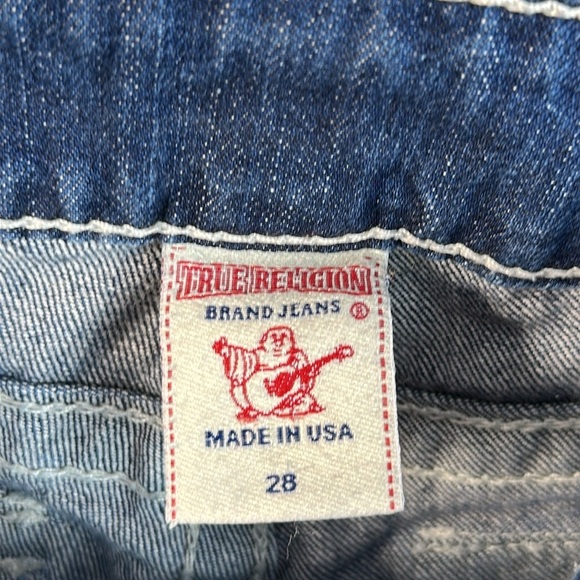 TRUE RELIGION
BRAND JEANS ®
MADE IN USA
28